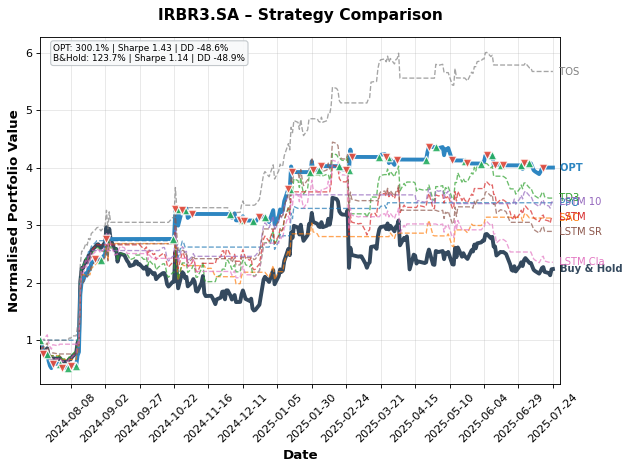 IRBR3.SA – Strategy Comparison
OPT: 300.1% | Sharpe 1.43 | DD -48.6%
B&Hold: 123.7% | Sharpe 1.14 | DD -48.9%
Normalised Portfolio Value
6
5
4
3
2
1
TOS
OPT
TD3
LSTM
LSTM SR
LSTM Cla
Buy & Hold
2024-08-08
2024-09-02
2024-09-27
2024-10-22
2024-11-16
2024-12-11
2025-01-05
2025-01-30
2025-02-24
2025-03-21
2025-04-15
2025-05-10
2025-06-04
2025-06-29
2025-07-24
Date